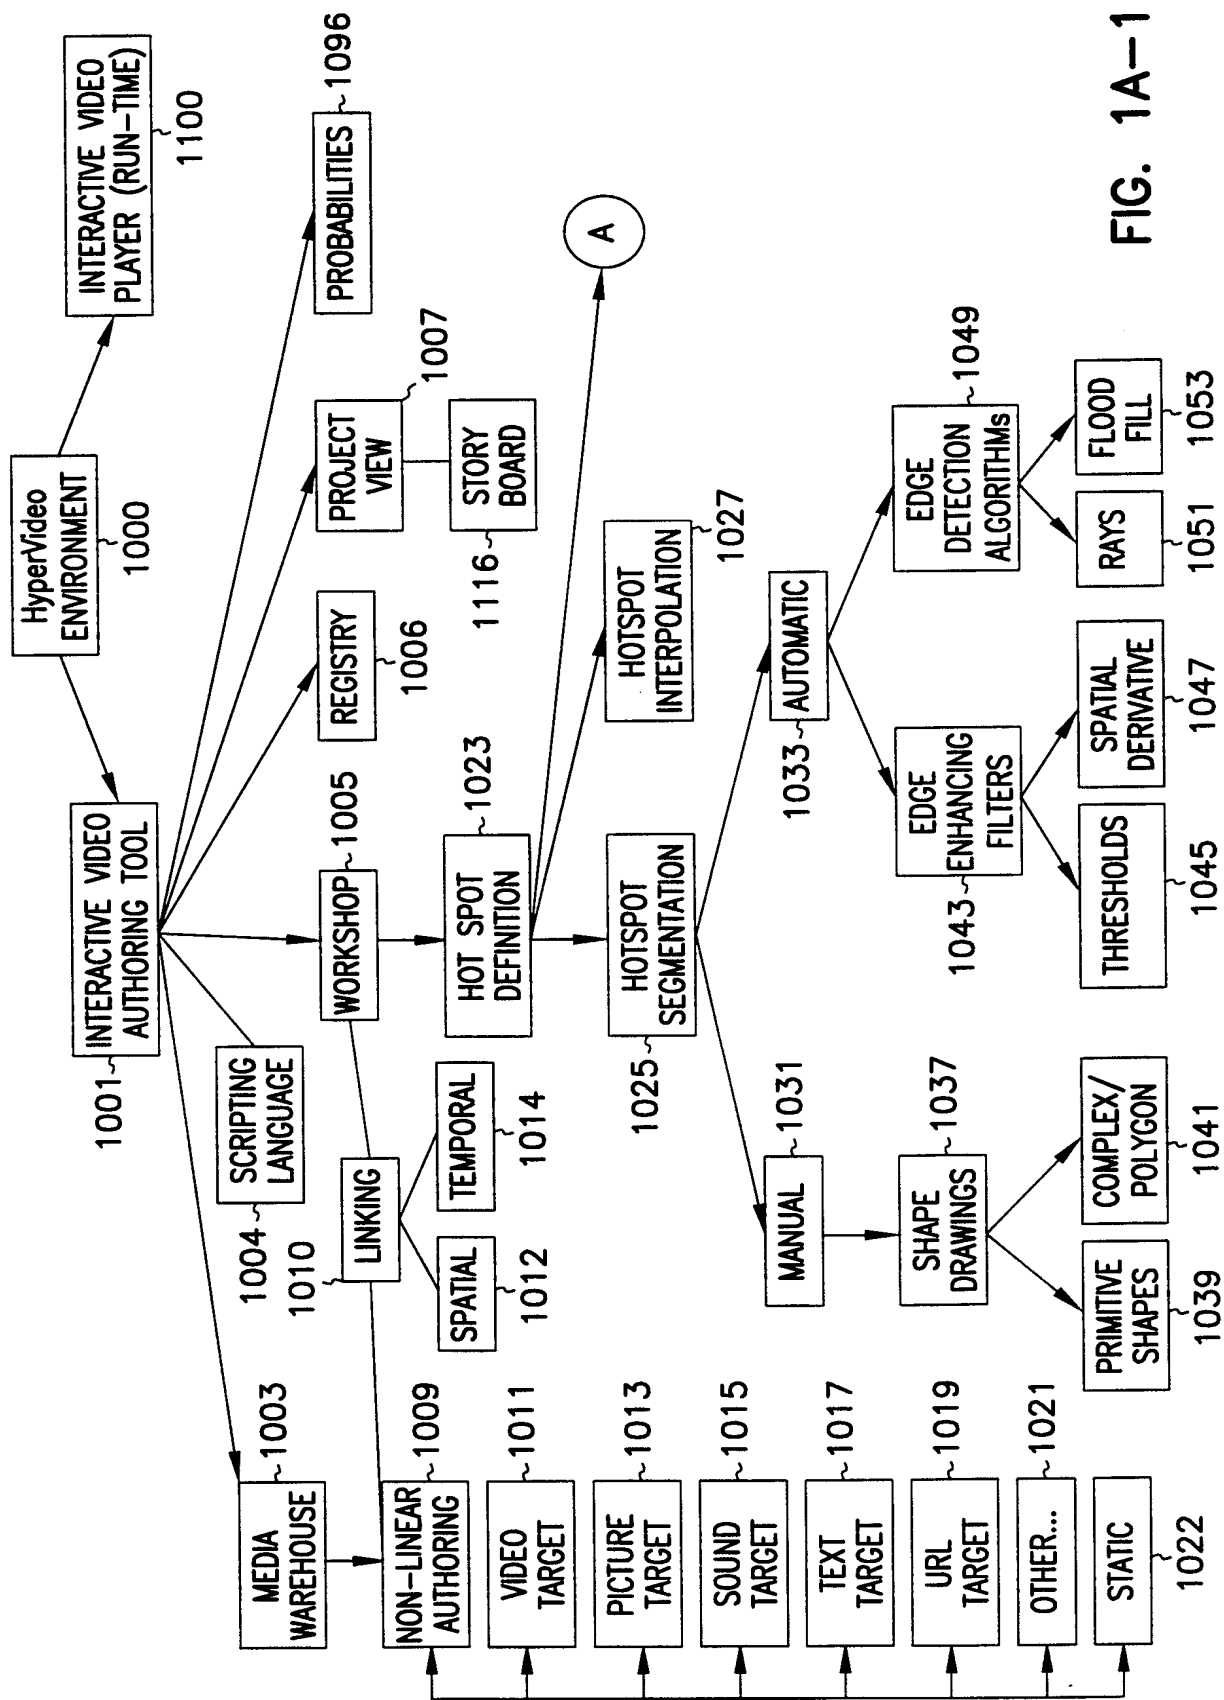 HyperVideo
ENVIRONMENT
1000
INTERACTIVE VIDEO
PLAYER (RUN-TIME)
1100
INTERACTIVE VIDEO
AUTHORING TOOL
1001
MEDIA
WAREHOUSE
1003
SCRIPTING
LANGUAGE
1004
WORKSHOP
1005
REGISTRY
1006
PROJECT
VIEW
1007
PROBABILITIES
1096
STORY
BOARD
1116
LINKING
1010
SPATIAL
1012
TEMPORAL
1014
HOT SPOT
DEFINITION
1023
A
NON-LINEAR
AUTHORING
1009
VIDEO
TARGET
1011
PICTURE
TARGET
1013
SOUND
TARGET
1015
TEXT
TARGET
1017
URL
TARGET
1019
OTHER...
1021
STATIC
1022
HOTSPOT
SEGMENTATION
1025
HOTSPOT
INTERPOLATION
1027
MANUAL
1031
AUTOMATIC
1033
SHAPE
DRAWINGS
1037
EDGE
ENHANCING
FILTERS
1043
EDGE
DETECTION
ALGORITHMs
1049
PRIMITIVE
SHAPES
1039
COMPLEX/
POLYGON
1041
THRESHOLDS
1045
SPATIAL
DERIVATIVE
1047
RAYS
1051
FLOOD
FILL
1053
FIG. 1A-1